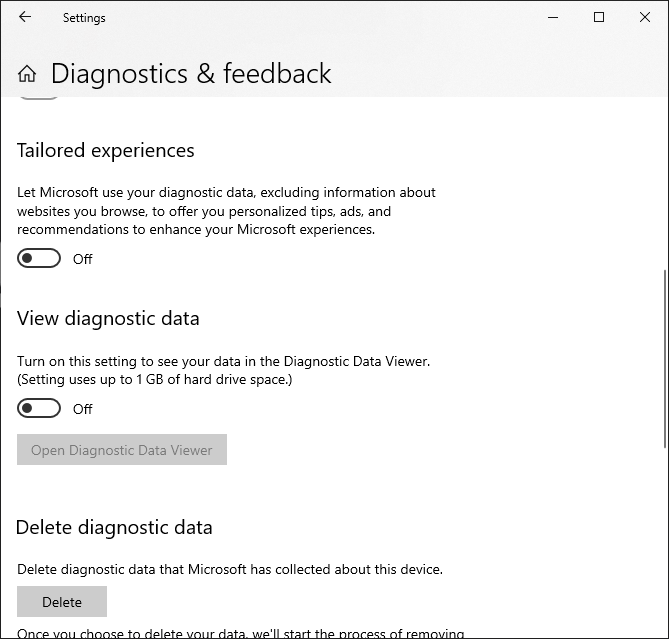 Settings
Diagnostics & feedback
Tailored experiences
Let Microsoft use your diagnostic data, excluding information about
websites you browse, to offer you personalized tips, ads, and
recommendations to enhance your Microsoft experiences.
Off
View diagnostic data
Turn on this setting to see your data in the Diagnostic Data Viewer.
(Setting uses up to 1 GB of hard drive space.)
Off
Open Diagnostic Data Viewer
Delete diagnostic data
Delete diagnostic data that Microsoft has collected about this device.
Delete
Once you choose to delete your data, we'll start the process of removing